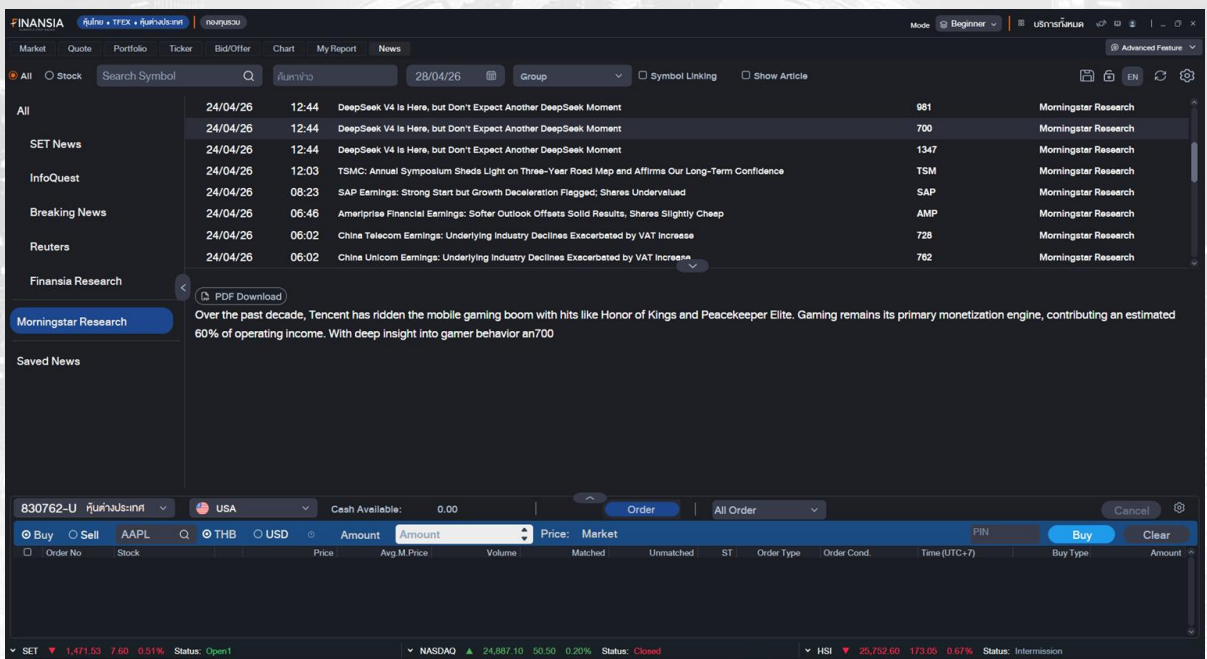 FINANSIA หุ้นไทย • TFEX • หุ้นต่างประเทศ กองทุนรวม Mode Beginner บริการทั้งหมด
Market Quote Portfolio Ticker Bid/Offer Chart My Report News Advanced Feature
All Stock Search Symbol ค้นหาข่าว 28/04/26 Group Symbol Linking Show Article EN
All
SET News
InfoQuest
Breaking News
Reuters
Finansia Research
Morningstar Research
Saved News
24/04/26 12:44 DeepSeek V4 Is Here, but Don't Expect Another DeepSeek Moment 981 Morningstar Research
24/04/26 12:44 DeepSeek V4 Is Here, but Don't Expect Another DeepSeek Moment 700 Morningstar Research
24/04/26 12:44 DeepSeek V4 Is Here, but Don't Expect Another DeepSeek Moment 1347 Morningstar Research
24/04/26 12:03 TSMC: Annual Symposium Sheds Light on Three-Year Road Map and Affirms Our Long-Term Confidence TSM Morningstar Research
24/04/26 08:23 SAP Earnings: Strong Start but Growth Deceleration Flagged; Shares Undervalued SAP Morningstar Research
24/04/26 06:46 Ameriprise Financial Earnings: Softer Outlook Offsets Solid Results, Shares Slightly Cheap AMP Morningstar Research
24/04/26 06:02 China Telecom Earnings: Underlying Industry Declines Exacerbated by VAT Increase 728 Morningstar Research
24/04/26 06:02 China Unicom Earnings: Underlying Industry Declines Exacerbated by VAT Increase 762 Morningstar Research
PDF Download
Over the past decade, Tencent has ridden the mobile gaming boom with hits like Honor of Kings and Peacekeeper Elite. Gaming remains its primary monetization engine, contributing an estimated
60% of operating income. With deep insight into gamer behavior an700
830762-U หุ้นต่างประเทศ USA Cash Available: 0.00 Order All Order Cancel
Buy Sell AAPL THB USD Amount Amount Price: Market PIN Buy Clear
Order No Stock Price Avg.M.Price Volume Matched Unmatched ST Order Type Order Cond. Time (UTC+7) Buy Type Amount
SET ▼ 1,471.53 7.60 0.51% Status: Open1 NASDAQ ▲ 24,887.10 50.50 0.20% Status: Closed HSI ▼ 25,752.60 173.05 0.67% Status: Intermission